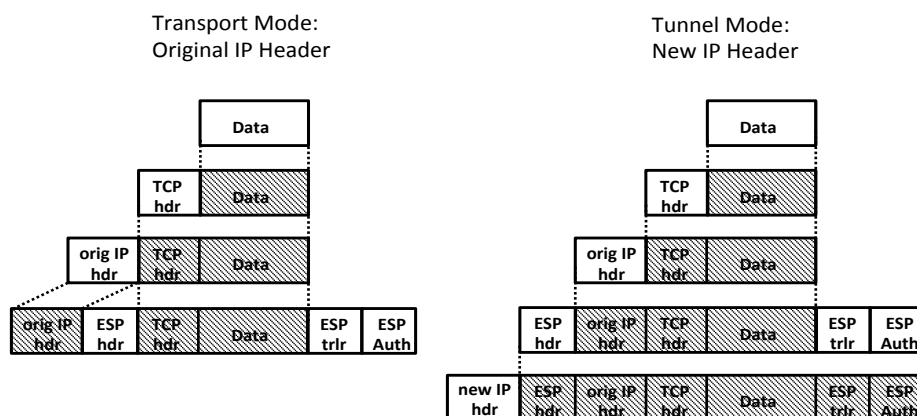 Transport Mode:
Original IP Header
Data
TCP
hdr
Data
orig IP
hdr
TCP
hdr
Data
orig IP
hdr
ESP
hdr
TCP
hdr
Data
ESP
trlr
ESP
Auth
Tunnel Mode:
New IP Header
Data
TCP
hdr
Data
orig IP
hdr
TCP
hdr
Data
ESP
hdr
orig IP
hdr
TCP
hdr
Data
ESP
trlr
ESP
Auth
new IP
hdr
ESP
hdr
orig IP
hdr
TCP
hdr
Data
ESP
trlr
ESP
Auth